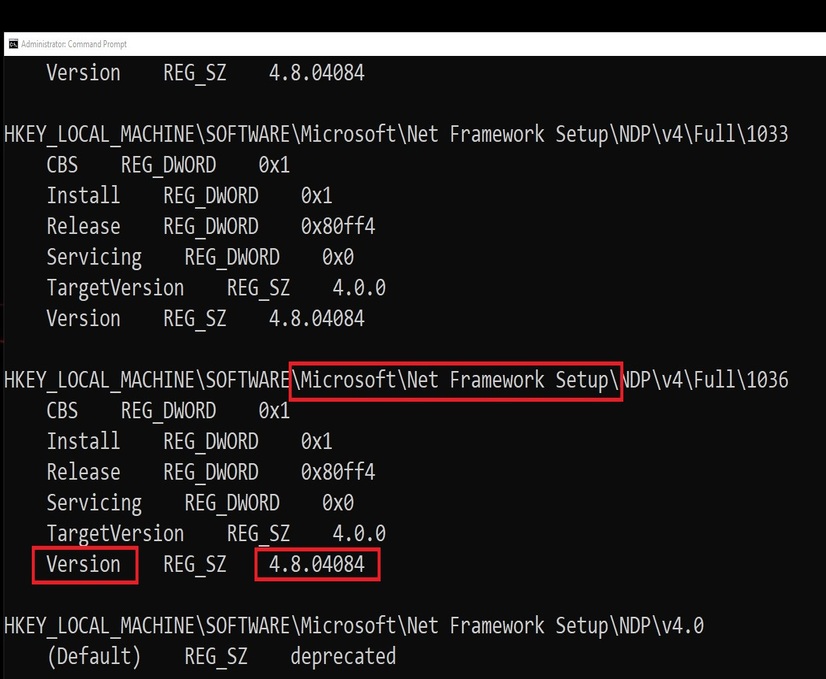 Administrator: Command Prompt
Version REG_SZ 4.8.04084
HKEY_LOCAL_MACHINE\SOFTWARE\Microsoft\Net Framework Setup\NDP\v4\Full\1033
CBS REG_DWORD 0x1
Install REG_DWORD 0x1
Release REG_DWORD 0x80ff4
Servicing REG_DWORD 0x0
TargetVersion REG_SZ 4.0.0
Version REG_SZ 4.8.04084
HKEY_LOCAL_MACHINE\SOFTWARE\Microsoft\Net Framework Setup\NDP\v4\Full\1036
CBS REG_DWORD 0x1
Install REG_DWORD 0x1
Release REG_DWORD 0x80ff4
Servicing REG_DWORD 0x0
TargetVersion REG_SZ 4.0.0
Version REG_SZ 4.8.04084
HKEY_LOCAL_MACHINE\SOFTWARE\Microsoft\Net Framework Setup\NDP\v4.0
(Default) REG_SZ deprecated